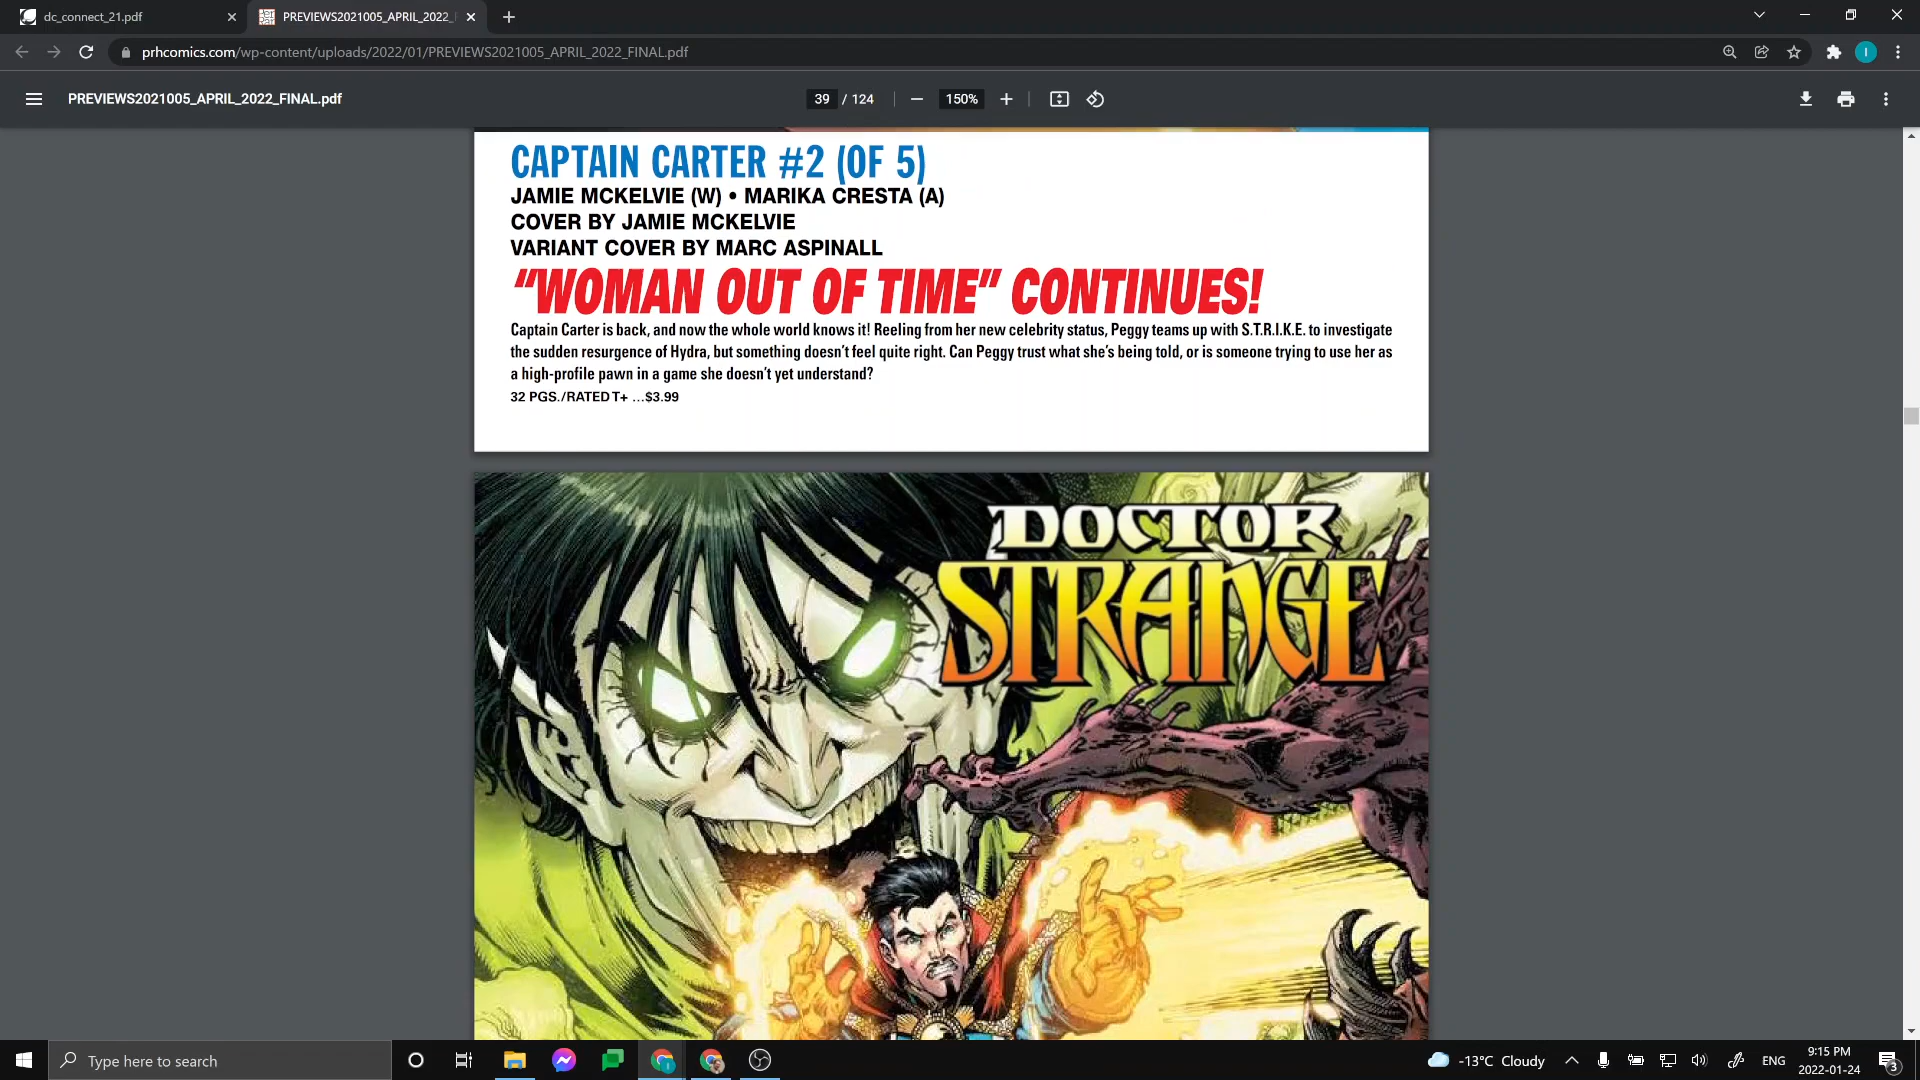 dc_connect_21.pdf
PREVIEWS2021005_APRIL_2022_
prhcomics.com/wp-content/uploads/2022/01/PREVIEWS2021005_APRIL_2022_FINAL.pdf
PREVIEWS2021005_APRIL_2022_FINAL.pdf
39 / 124
150%
CAPTAIN CARTER #2 (OF 5)
JAMIE MCKELVIE (W) • MARIKA CRESTA (A)
COVER BY JAMIE MCKELVIE
VARIANT COVER BY MARC ASPINALL
“WOMAN OUT OF TIME” CONTINUES!
Captain Carter is back, and now the whole world knows it! Reeling from her new celebrity status, Peggy teams up with S.T.R.I.K.E. to investigate
the sudden resurgence of Hydra, but something doesn’t feel quite right. Can Peggy trust what she’s being told, or is someone trying to use her as
a high-profile pawn in a game she doesn’t yet understand?
32 PGS./RATED T+ ...$3.99
DOCTOR
STRANGE
Type here to search
-13°C Cloudy
ENG
9:15 PM
2022-01-24
3
I